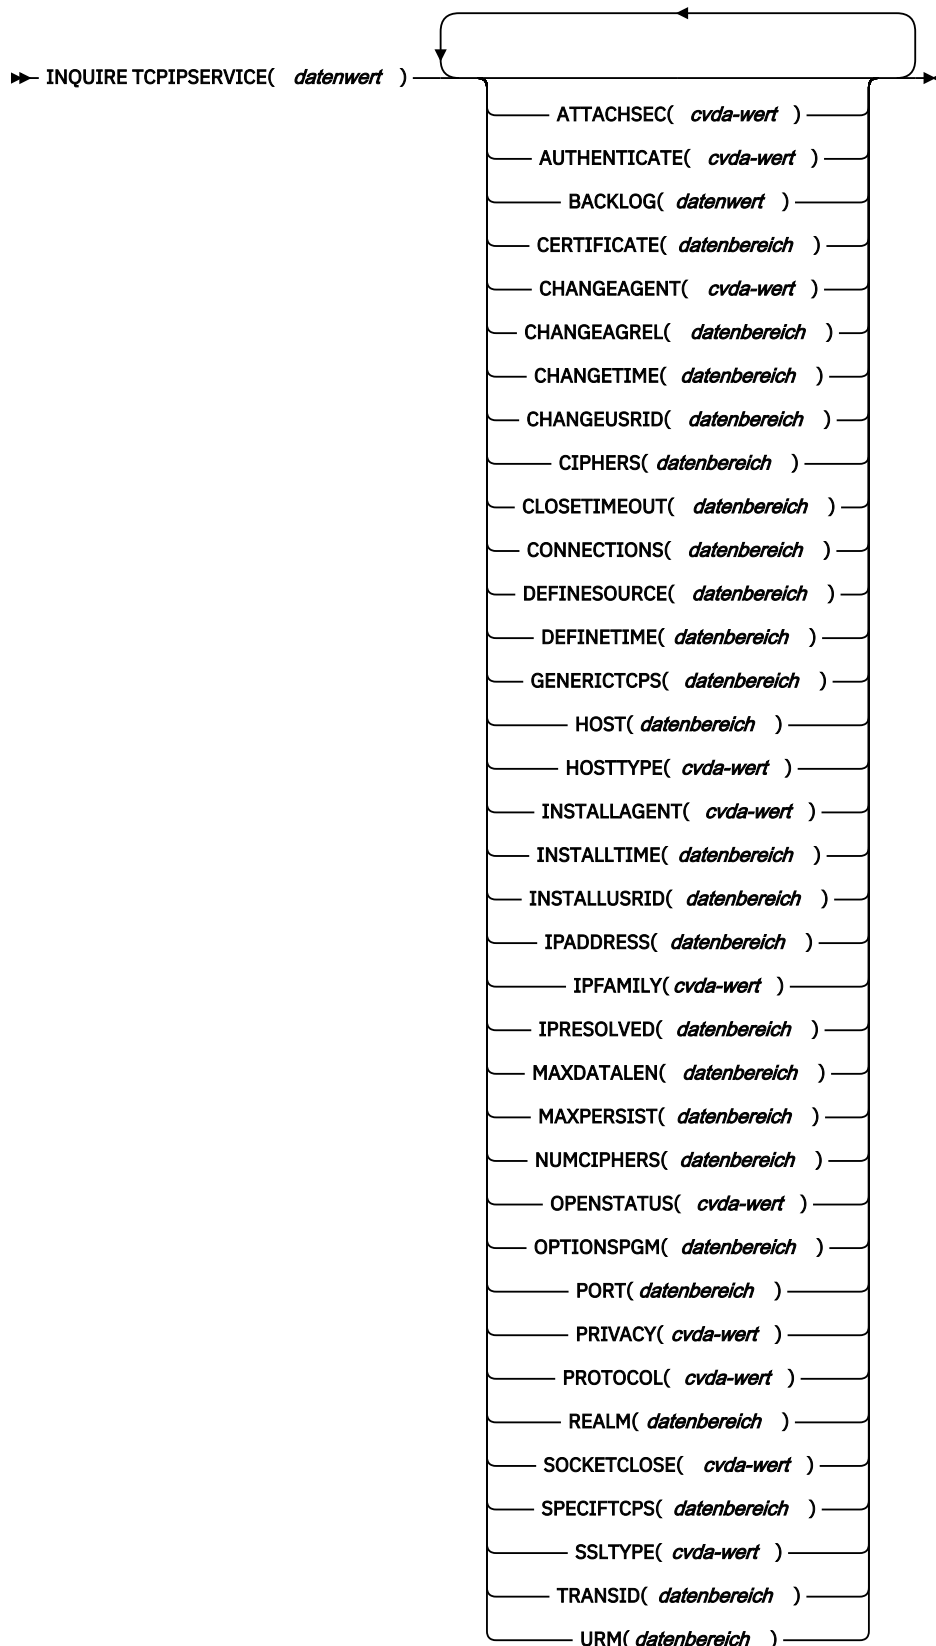 INQUIRE TCPIPSERVICE( datenwert )
ATTACHSEC( cvda-wert )
AUTHENTICATE( cvda-wert )
BACKLOG( datenwert )
CERTIFICATE( datenbereich )
CHANGEAGENT( cvda-wert )
CHANGEAGREL( datenbereich )
CHANGETIME( datenbereich )
CHANGEUSRID( datenbereich )
CIPHERS( datenbereich )
CLOSETIMEOUT( datenbereich )
CONNECTIONS( datenbereich )
DEFINESOURCE( datenbereich )
DEFINETIME( datenbereich )
GENERICTCPS( datenbereich )
HOST( datenbereich )
HOSTTYPE( cvda-wert )
INSTALLAGENT( cvda-wert )
INSTALLTIME( datenbereich )
INSTALLUSRID( datenbereich )
IPADDRESS( datenbereich )
IPFAMILY( cvda-wert )
IPRESOLVED( datenbereich )
MAXDATALEN( datenbereich )
MAXPERSIST( datenbereich )
NUMCIPHERS( datenbereich )
OPENSTATUS( cvda-wert )
OPTIONSPGM( datenbereich )
PORT( datenbereich )
PRIVACY( cvda-wert )
PROTOCOL( cvda-wert )
REALM( datenbereich )
SOCKETCLOSE( cvda-wert )
SPECIFTCPS( datenbereich )
SSLTYPE( cvda-wert )
TRANSID( datenbereich )
URM( datenbereich )